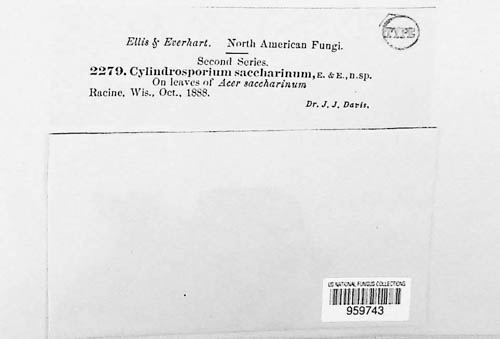 TYPE
Ellis & Everhart. North American Fungi.
Second Series.
2279. Cylindrosporium saccharinum, E. & E., n. sp.
On leaves of Acer saccharinum
Racine, Wis., Oct., 1888.
Dr. J. J. Davis.
US NATIONAL FUNGUS COLLECTIONS
959743